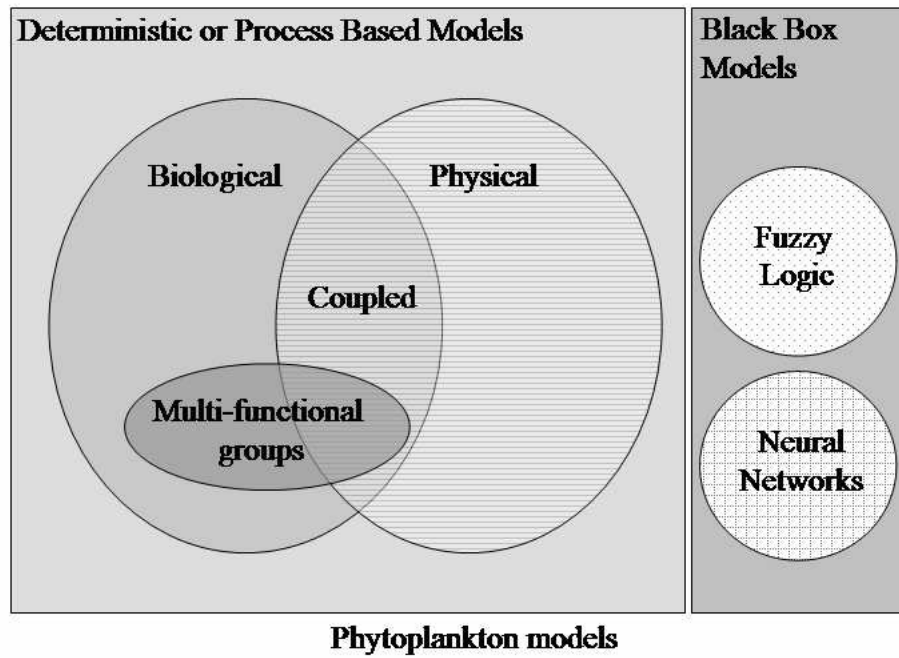 Deterministic or Process Based Models
Black Box
Models
Biological
Physical
Coupled
Multi-functional
groups
Fuzzy
Logic
Neural
Networks
Phytoplankton models